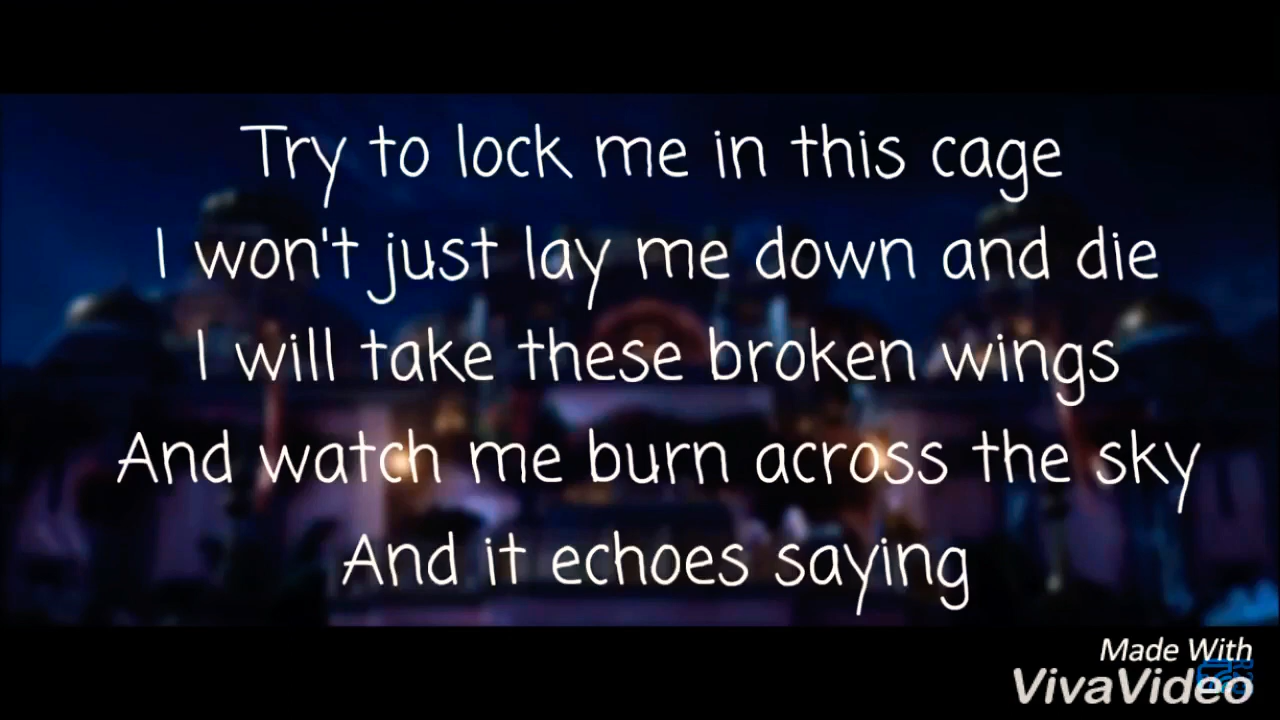 Try to lock me in this cage
I won't just lay me down and die
I will take these broken wings
And watch me burn across the sky
And it echoes saying
Made With
VivaVideo